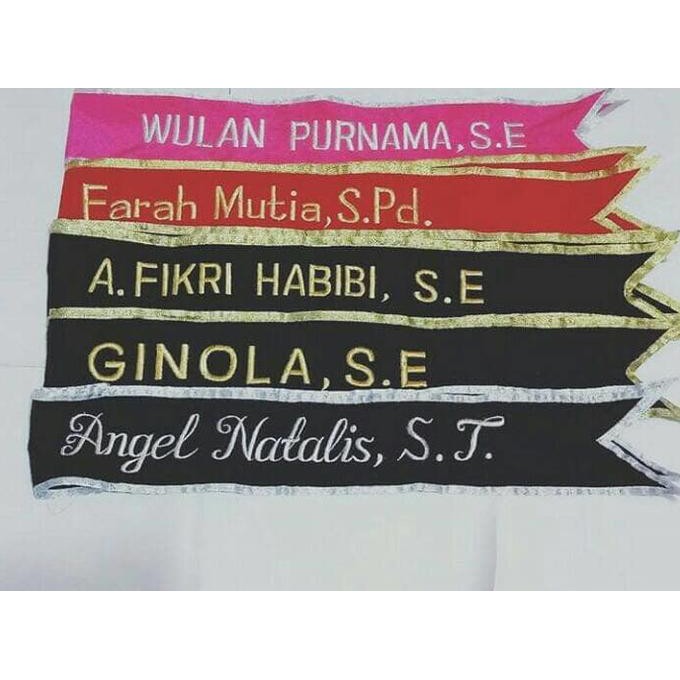 WULAN PURNAMA, S.E
Farah Mutia, S.Pd.
A. FIKRI HABIBI, S.E
GINOLA, S.E
Angel Natalis, S.T.